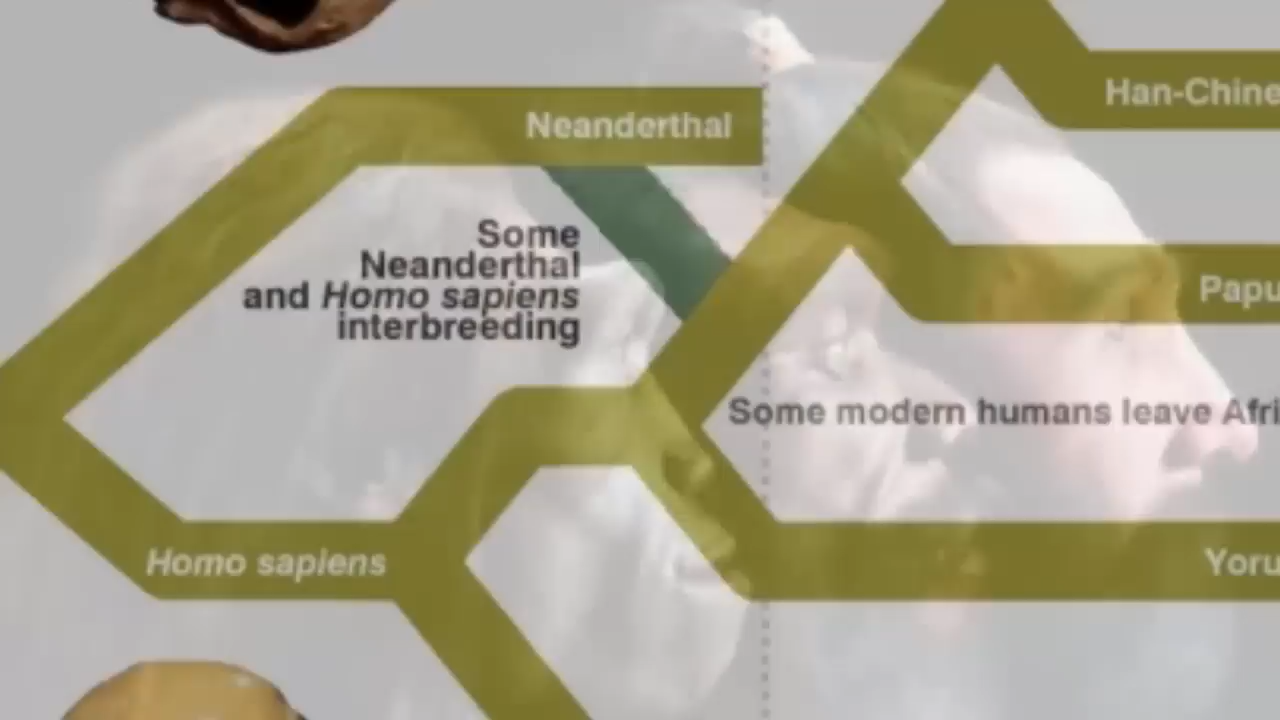 Han-Chine
Neanderthal
Some
Neanderthal
and Homo sapiens
interbreeding
Papu
Some modern humans leave Afri
Homo sapiens
Yoru